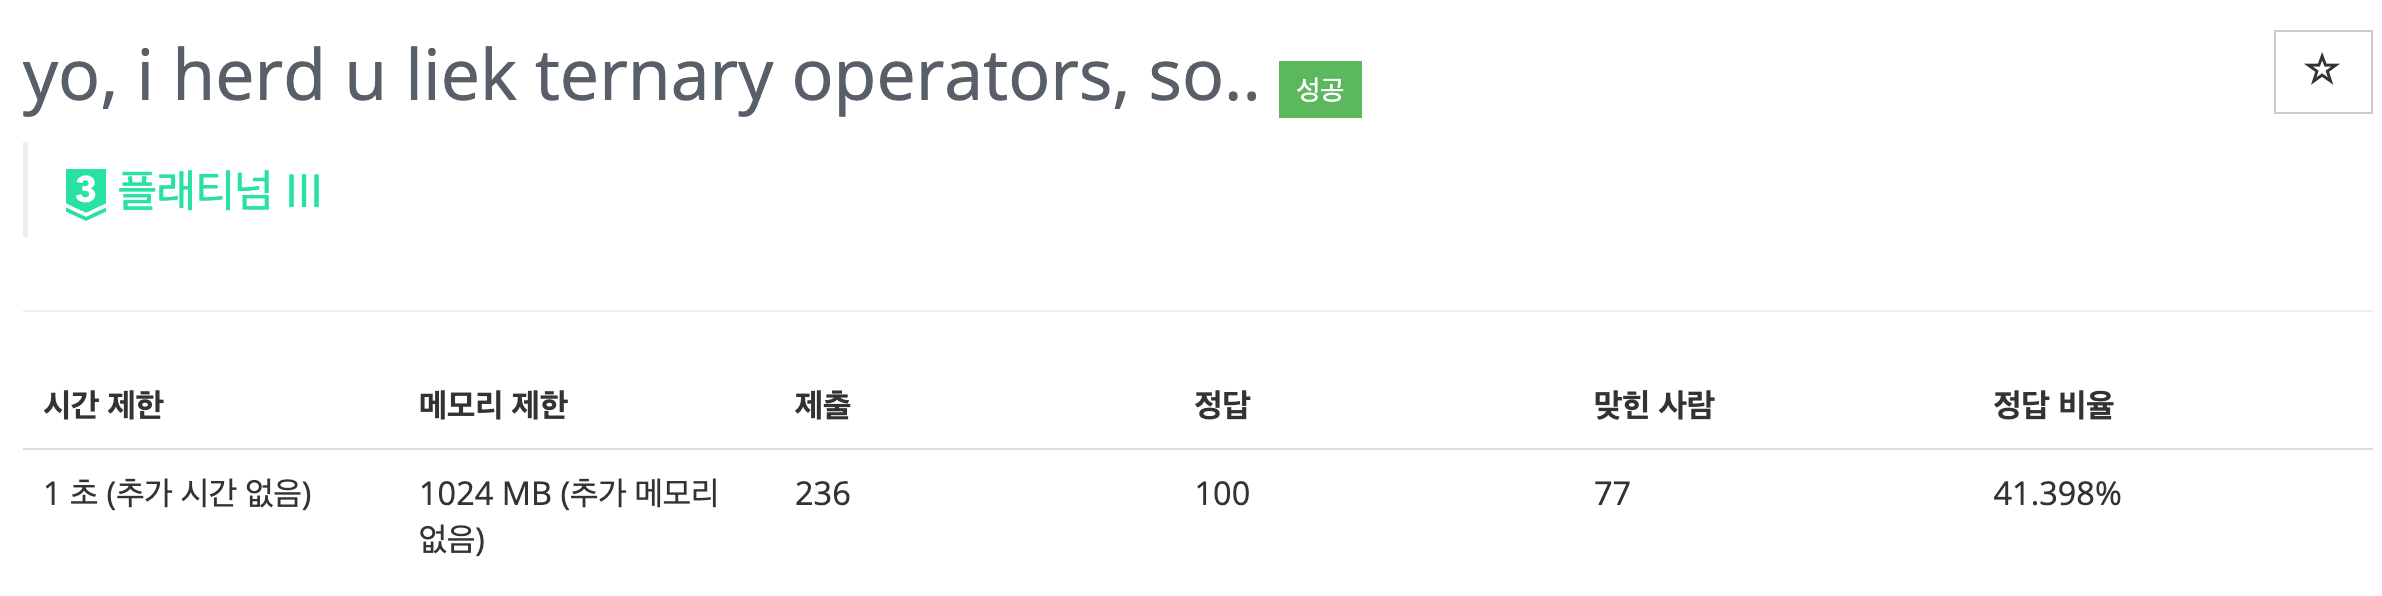 yo, i herd u liek ternary operators, so.. 성공
☆
3 플래티넘 III
시간 제한 메모리 제한 제출 정답 맞힌 사람 정답 비율
1 초 (추가 시간 없음) 1024 MB (추가 메모리 없음) 236 100 77 41.398%